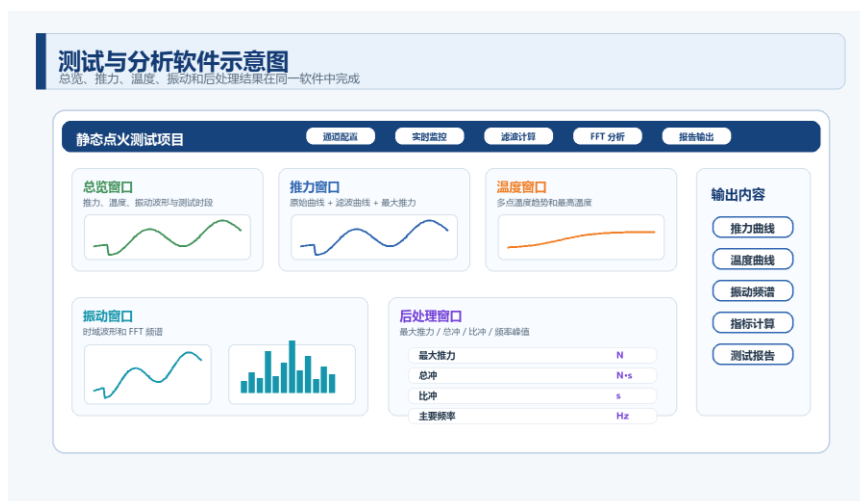 测试与分析软件示意图
总览、推力、温度、振动和后处理结果在同一软件中完成
静态点火测试项目
通道配置
实时监控
滤波计算
FFT 分析
报告输出
总览窗口
推力、温度、振动波形与测试时段
推力窗口
原始曲线 + 滤波曲线 + 最大推力
温度窗口
多点温度趋势和最高温度
输出内容
推力曲线
温度曲线
振动频谱
指标计算
测试报告
振动窗口
时域波形和 FFT 频谱
后处理窗口
最大推力 / 总冲 / 比冲 / 频率峰值
最大推力 N
总冲 N·s
比冲 s
主要频率 Hz